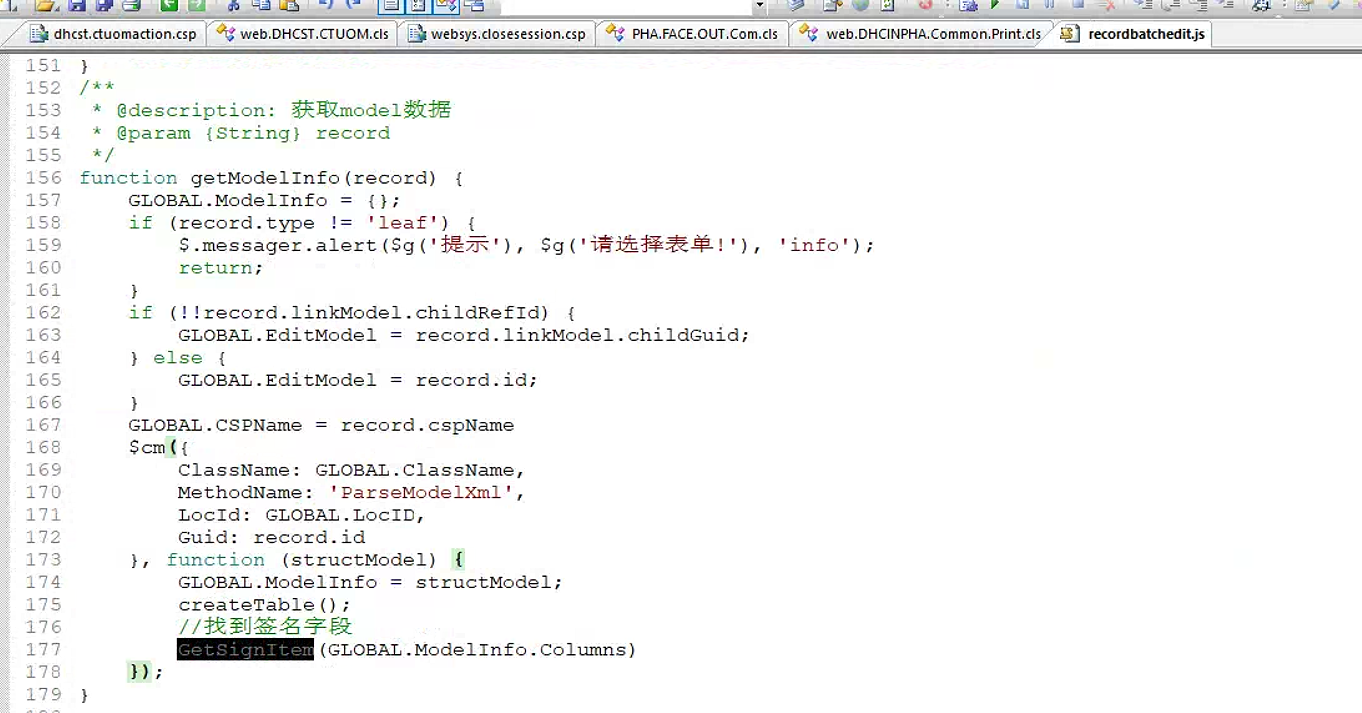 dhcst.ctuomaction.csp web.DHCST.CTUOM.cls websys.closesession.csp PHA.FACE.OUT.Com.cls web.DHCINPHA.Common.Print.cls recordbatchedit.js
151 }
152 /**
153  * @description: 获取model数据
154  * @param {String} record
155  */
156 function getModelInfo(record) {
157     GLOBAL.ModelInfo = {};
158     if (record.type != 'leaf') {
159         $.messager.alert($g('提示'), $g('请选择表单!'), 'info');
160         return;
161     }
162     if (!!record.linkModel.childRefId) {
163         GLOBAL.EditModel = record.linkModel.childGuid;
164     } else {
165         GLOBAL.EditModel = record.id;
166     }
167     GLOBAL.CSPName = record.cspName
168     $cm({
169         ClassName: GLOBAL.ClassName,
170         MethodName: 'ParseModelXml',
171         LocId: GLOBAL.LocID,
172         Guid: record.id
173     }, function (structModel) {
174         GLOBAL.ModelInfo = structModel;
175         createTable();
176         //找到签名字段
177         GetSignItem(GLOBAL.ModelInfo.Columns)
178     });
179 }